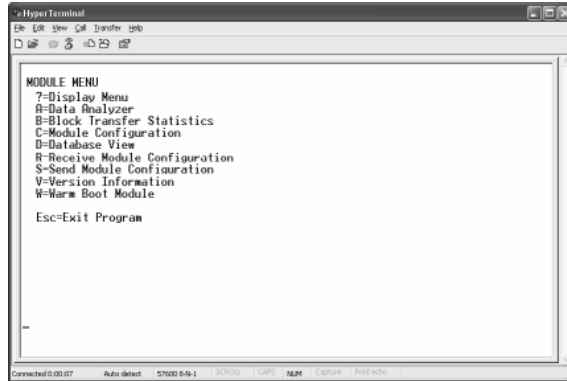 HyperTerminal
File Edit View Call Transfer Help
MODULE MENU
?=Display Menu
A=Data Analyzer
B=Block Transfer Statistics
C=Module Configuration
D=Database View
R=Receive Module Configuration
S=Send Module Configuration
V=Version Information
W=Warm Boot Module
Esc=Exit Program
Connected 0:00:07 Auto detect 57600 8-N-1 SCROLL CAPS NUM Capture Print echo